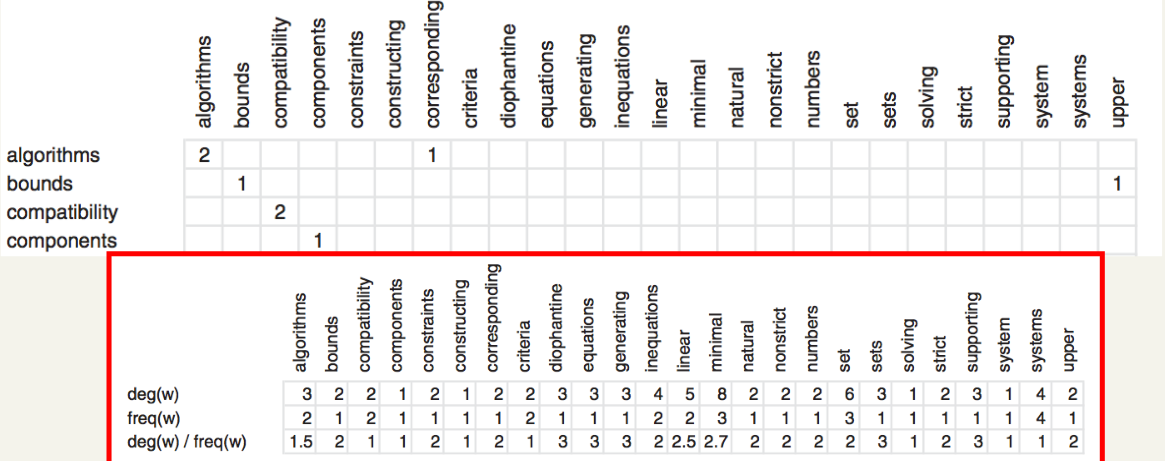 algorithms bounds compatibility components constraints constructing corresponding criteria diophantine equations generating inequations linear minimal natural nonstrict numbers set sets solving strict supporting system systems upper
algorithms 2 1
bounds 1 1
compatibility 2
components 1
algorithms bounds compatibility components constraints constructing corresponding criteria diophantine equations generating inequations linear minimal natural nonstrict numbers set sets solving strict supporting system systems upper
deg(w) 3 2 2 1 2 1 2 2 3 3 3 4 5 8 2 2 2 6 3 1 2 3 1 4 2
freq(w) 2 1 2 1 1 1 1 2 1 1 1 2 2 3 1 1 1 3 1 1 1 1 1 4 1
deg(w) / freq(w) 1.5 2 1 1 2 1 2 1 3 3 3 2 2.5 2.7 2 2 2 2 3 1 2 3 1 1 2